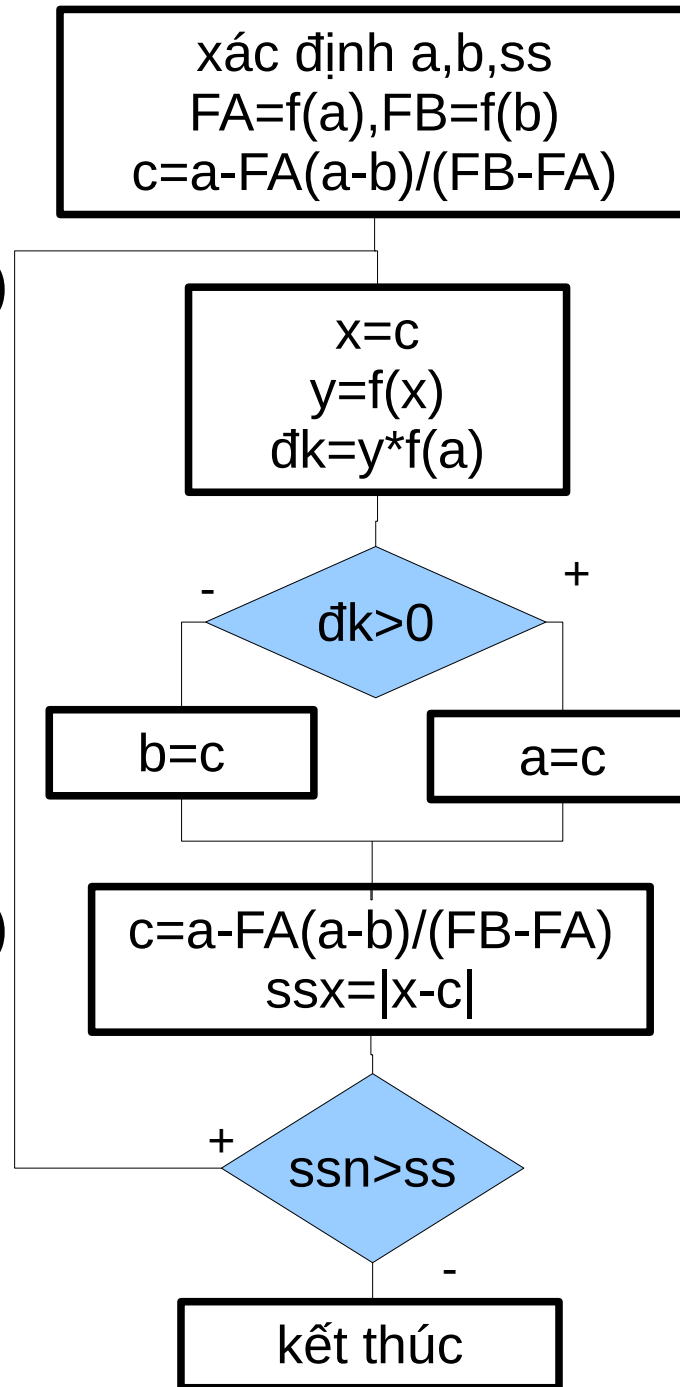 xác định a,b,ss
FA=f(a),FB=f(b)
c=a-FA(a-b)/(FB-FA)
)
x=c
y=f(x)
đk=y*f(a)
-
+
đk>0
b=c
a=c
)
c=a-FA(a-b)/(FB-FA)
ssx=|x-c|
+
ssn>ss
-
kết thúc